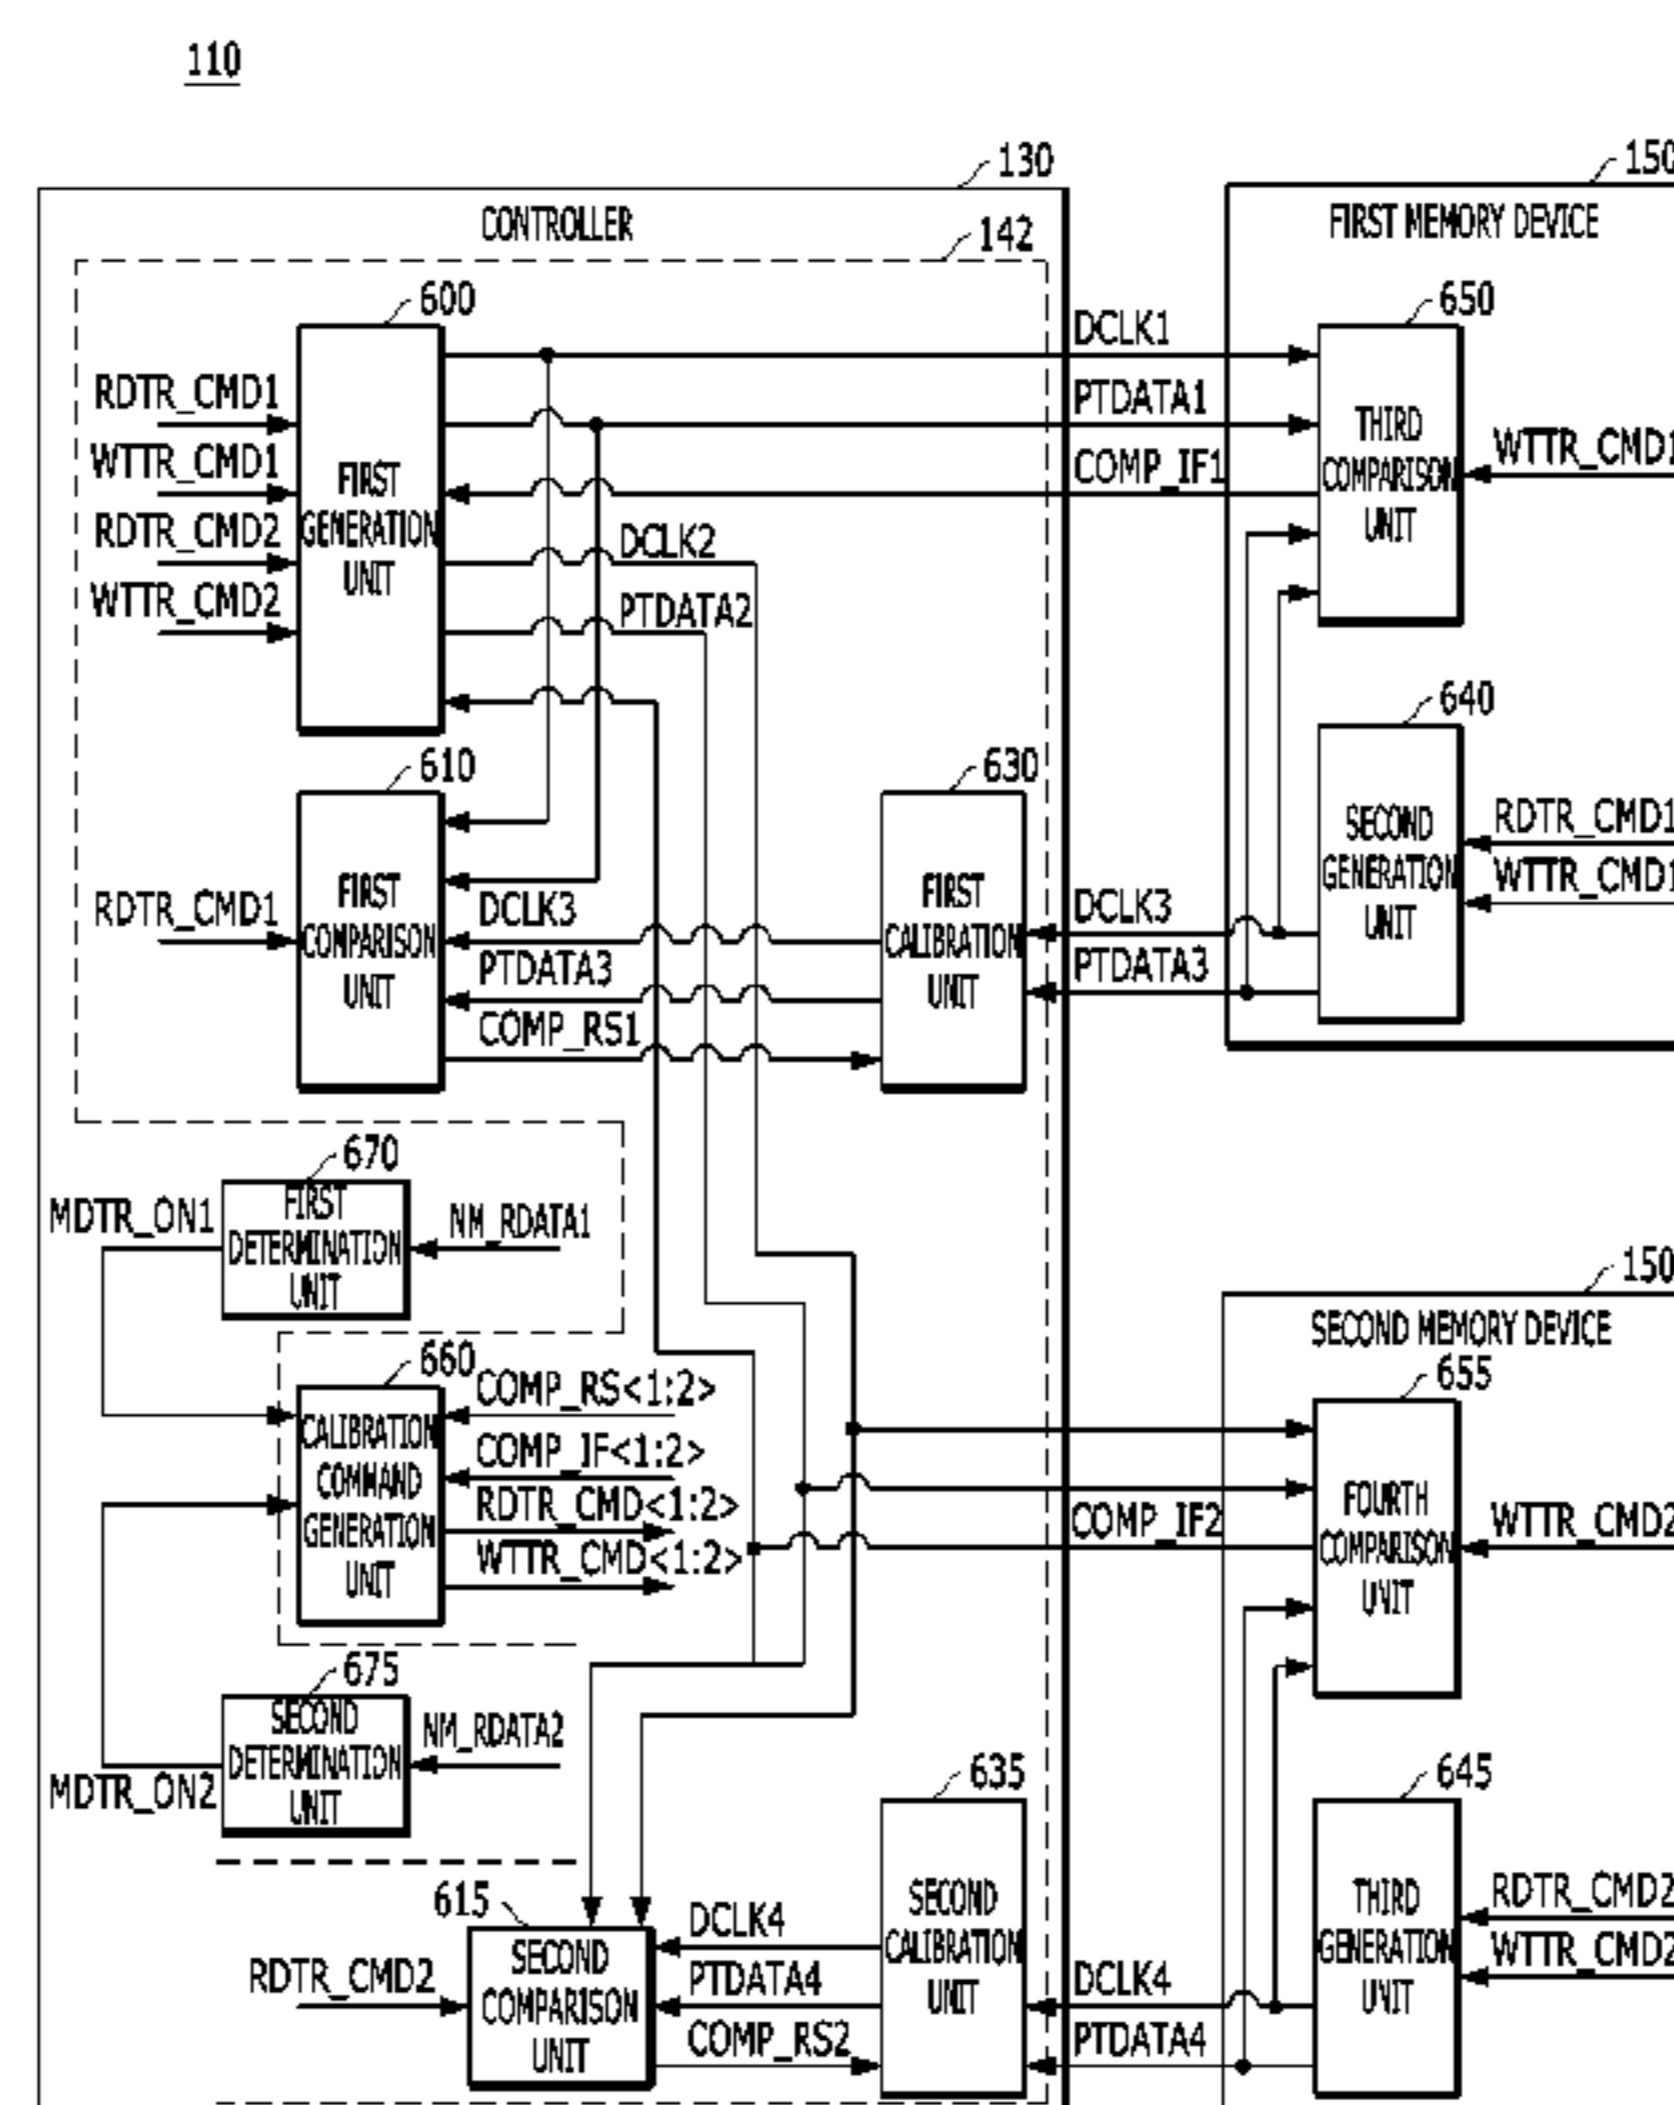 110
130
150
CONTROLLER
FIRST MEMORY DEVICE
142
600
650
DCLK1
RDTR_CMD1
PTDATA1
WTTR_CMD1
COMP_IF1
THIRD
COMPARISON
UNIT
WTTR_CMD1
FIRST
GENERATION
UNIT
RDTR_CMD2
DCLK2
WTTR_CMD2
PTDATA2
640
610
630
SECOND
GENERATION
UNIT
RDTR_CMD1
WTTR_CMD1
RDTR_CMD1
FIRST
COMPARISON
UNIT
DCLK3
PTDATA3
COMP_RS1
FIRST
CALIBRATION
UNIT
DCLK3
PTDATA3
670
MDTR_ON1
FIRST
DETERMINATION
UNIT
NM_RDATA1
150
SECOND MEMORY DEVICE
660
655
CALIBRATION
COMMAND
GENERATION
UNIT
COMP_RS<1:2>
COMP_IF<1:2>
RDTR_CMD<1:2>
WTTR_CMD<1:2>
COMP_IF2
FOURTH
COMPARISON
UNIT
WTTR_CMD2
675
MDTR_ON2
SECOND
DETERMINATION
UNIT
NM_RDATA2
635
645
615
RDTR_CMD2
SECOND
COMPARISON
UNIT
DCLK4
PTDATA4
COMP_RS2
SECOND
CALIBRATION
UNIT
DCLK4
PTDATA4
THIRD
GENERATION
UNIT
RDTR_CMD2
WTTR_CMD2